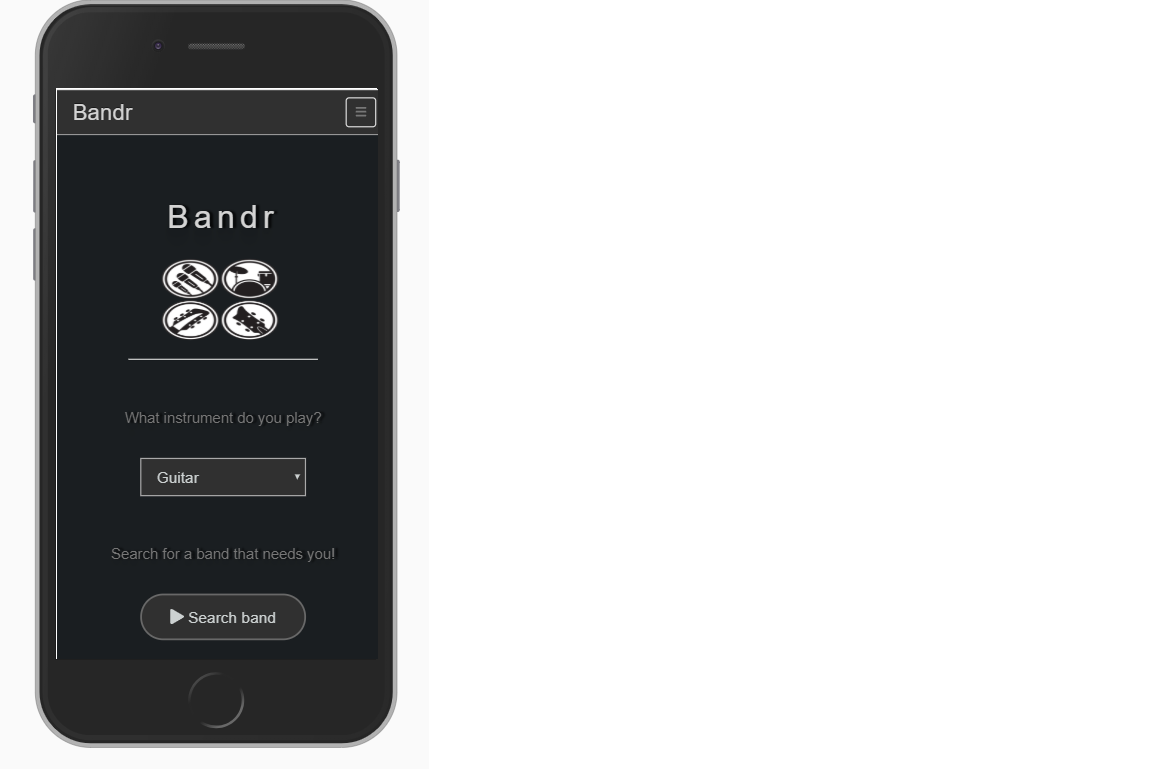 Bandr
Bandr
What instrument do you play?
Guitar
Search for a band that needs you!
Search band